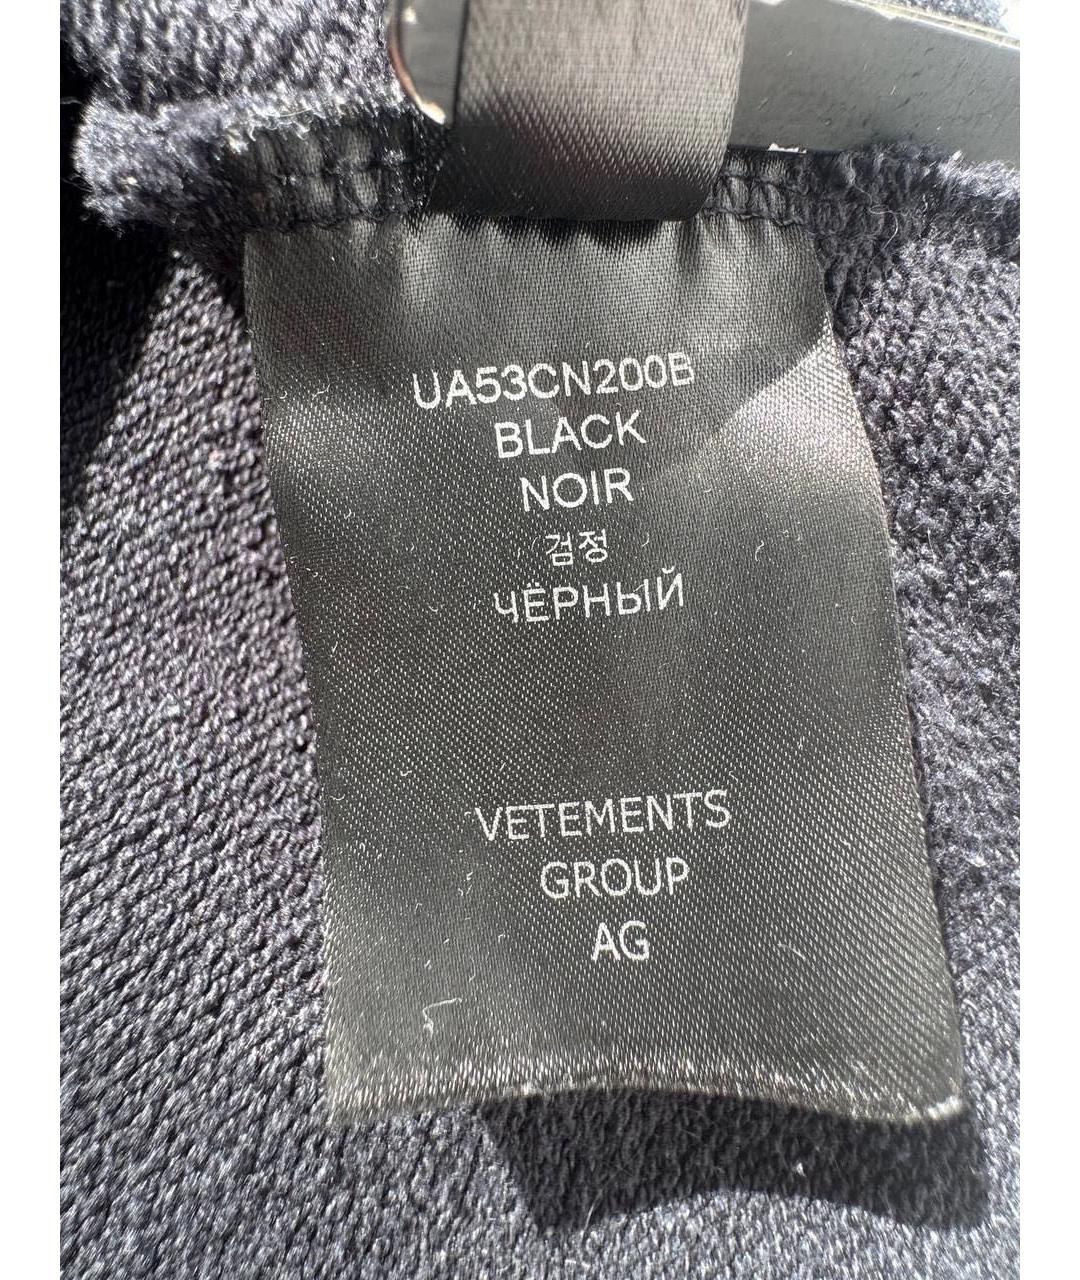 UA53CN200B
BLACK
NOIR
검정
ЧЁРНЫЙ
VETEMENTS
GROUP
AG